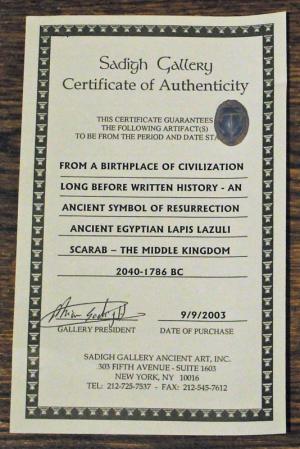 Sadigh Gallery
Certificate of Authenticity
THIS CERTIFICATE GUARANTEES
THE FOLLOWING ARTIFACT(S)
TO BE FROM THE PERIOD AND DATE STA
FROM A BIRTHPLACE OF CIVILIZATION
LONG BEFORE WRITTEN HISTORY - AN
ANCIENT SYMBOL OF RESURRECTION
ANCIENT EGYPTIAN LAPIS LAZULI
SCARAB – THE MIDDLE KINGDOM
2040-1786 BC
9/9/2003
GALLERY PRESIDENT DATE OF PURCHASE
SADIGH GALLERY ANCIENT ART, INC.
303 FIFTH AVENUE - SUITE 1603
NEW YORK, NY 10016
TEL: 212-725-7537 - FAX: 212-545-7612